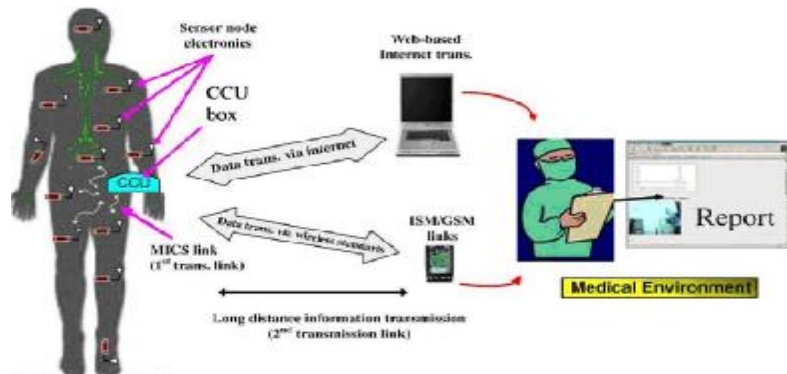 Sensor node
electronics
CCU
box
CCU
MICS link
(1st trans. link)
Data trans. via internet
Data trans. via wireless standards
Long distance information transmission
(2nd transmission link)
Web-based
Internet trans.
ISM/GSM
links
Report
Medical Environment